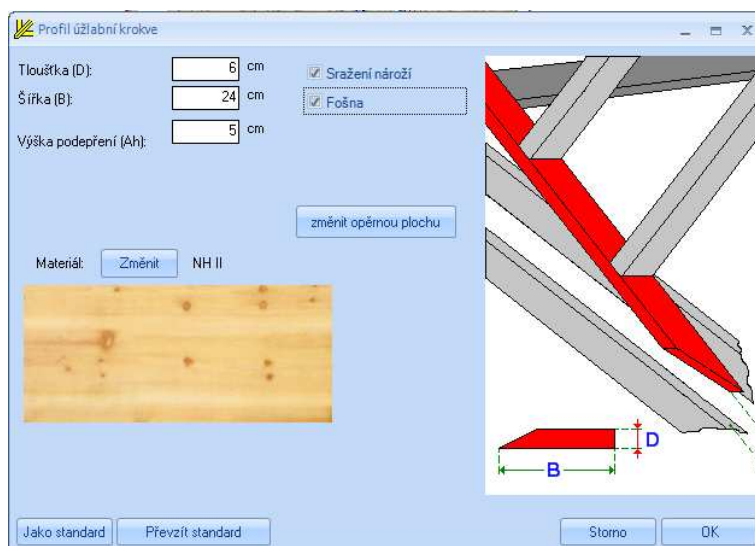 Profil úžlabní krokve
Tloušťka (D): 6 cm
Šířka (B): 24 cm
Výška podepření (Ah): 5 cm
Sražení nároží
Fošna
změnit opěrnou plochu
Materiál: Změnit NH II
D
B
Jako standard Převzít standard Storno OK